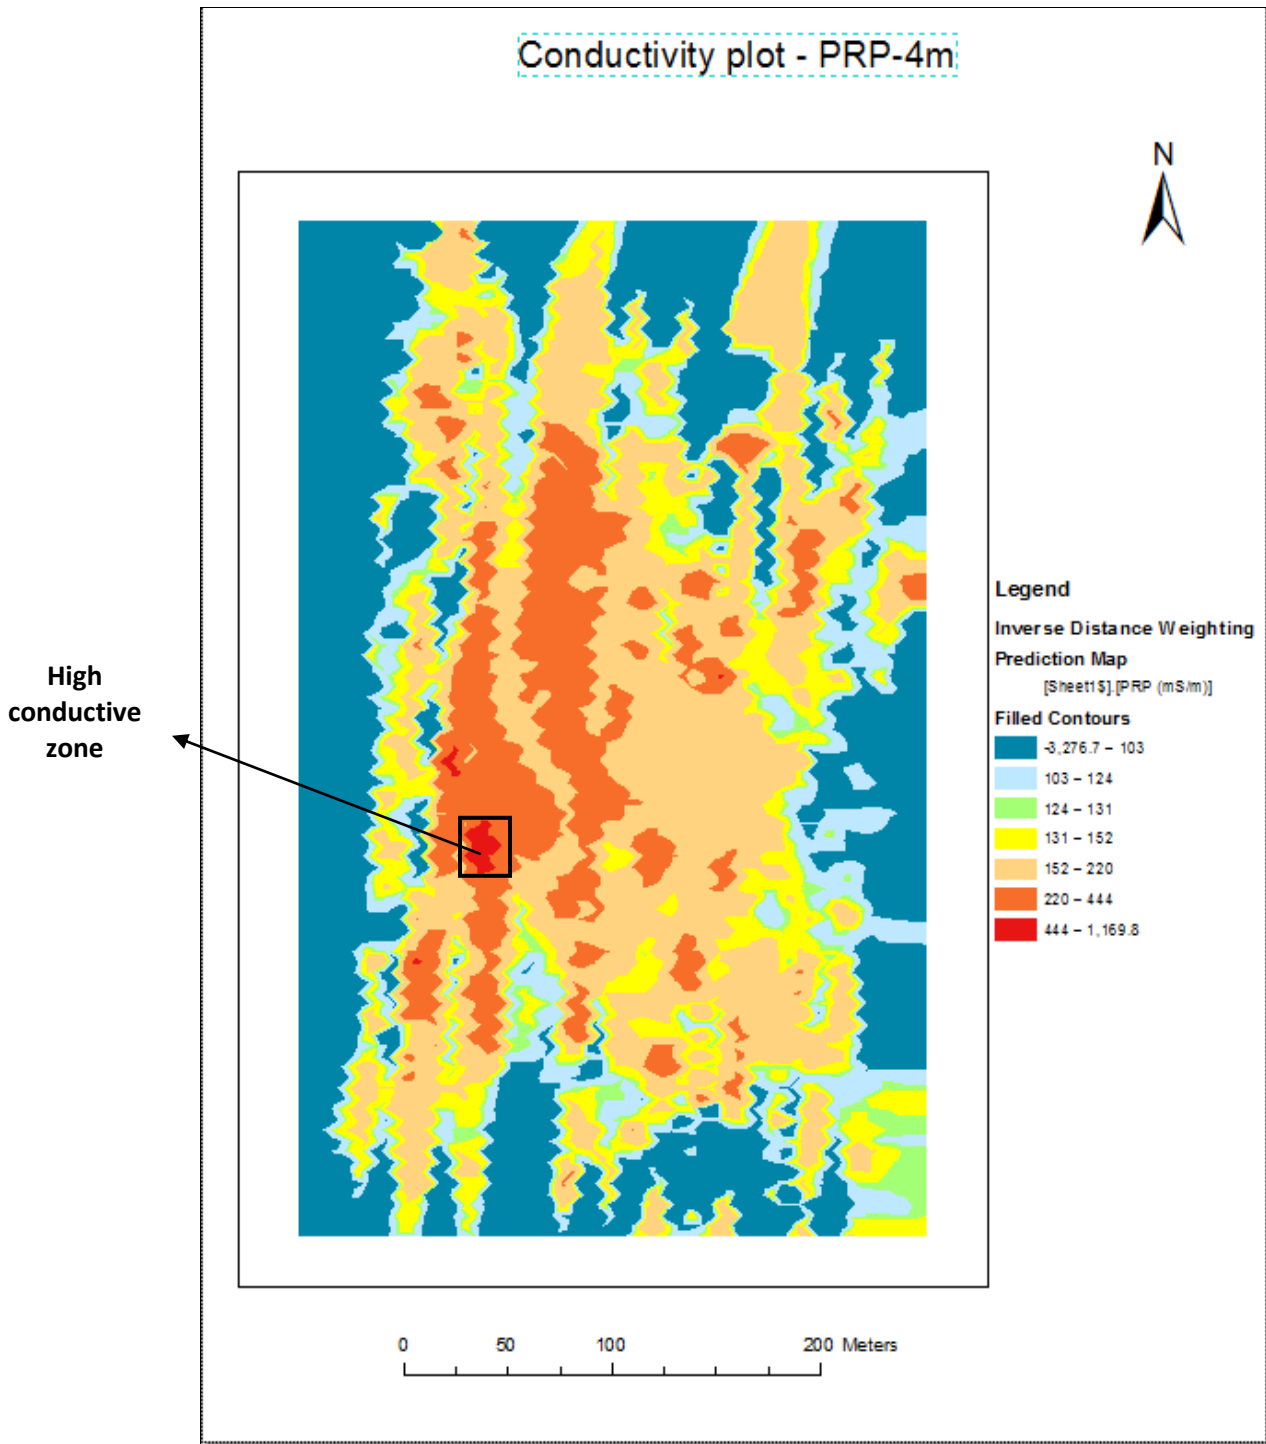 Conductivity plot - PRP-4m
N
High
conductive
zone
Legend
Inverse Distance Weighting
Prediction Map
[Sheet1$].[PRP (mS/m)]
Filled Contours
-3,276.7 – 103
103 – 124
124 – 131
131 – 152
152 – 220
220 – 444
444 – 1,169.8
0 50 100 200 Meters